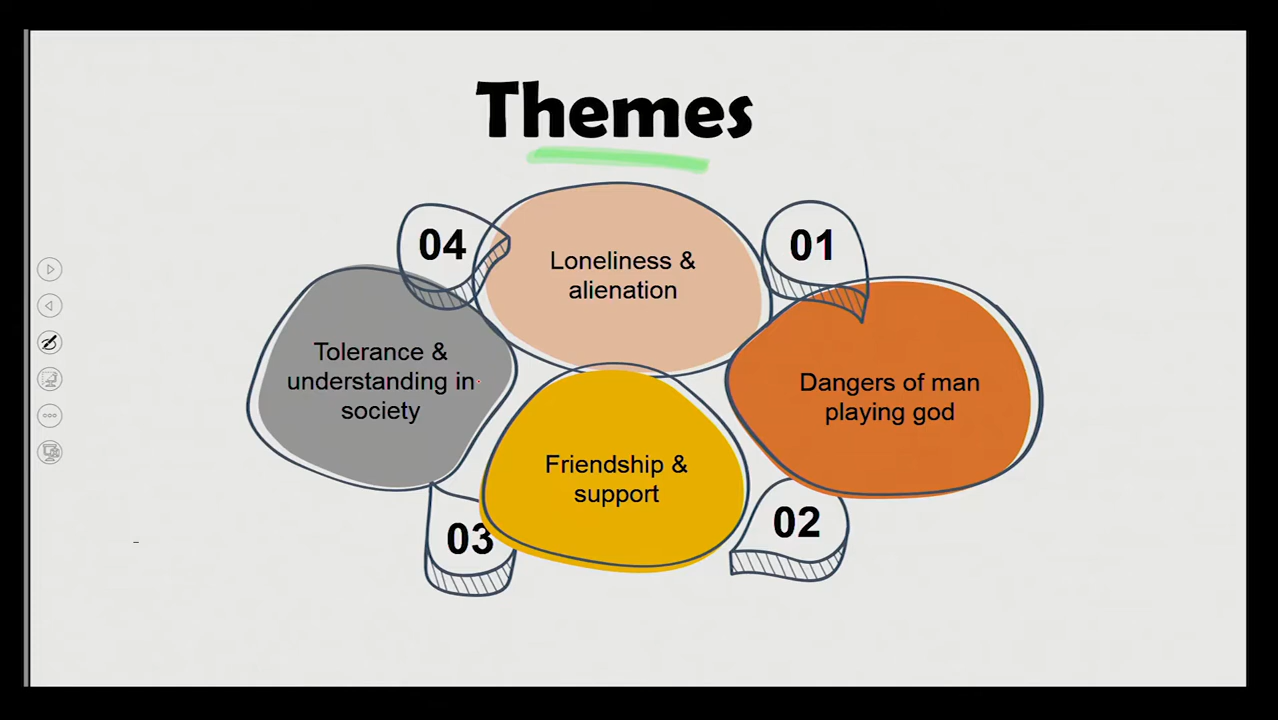 Themes
04
Loneliness &
alienation
01
Tolerance &
understanding in
society
Dangers of man
playing god
Friendship &
support
03
02